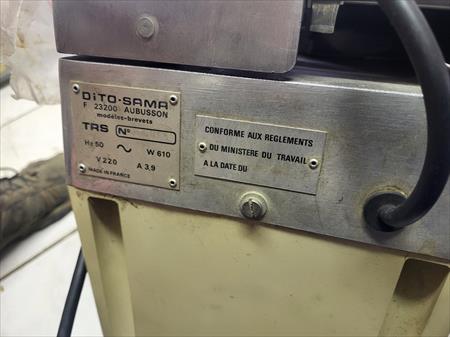 DiTO-SAMA
F 23200 AUBUSSON
modèles-brevets
TRS N°
Hz 50 ~ W 610
V 220 A 3,9
MADE IN FRANCE
CONFORME AUX REGLEMENTS
DU MINISTERE DU TRAVAIL
A LA DATE DU